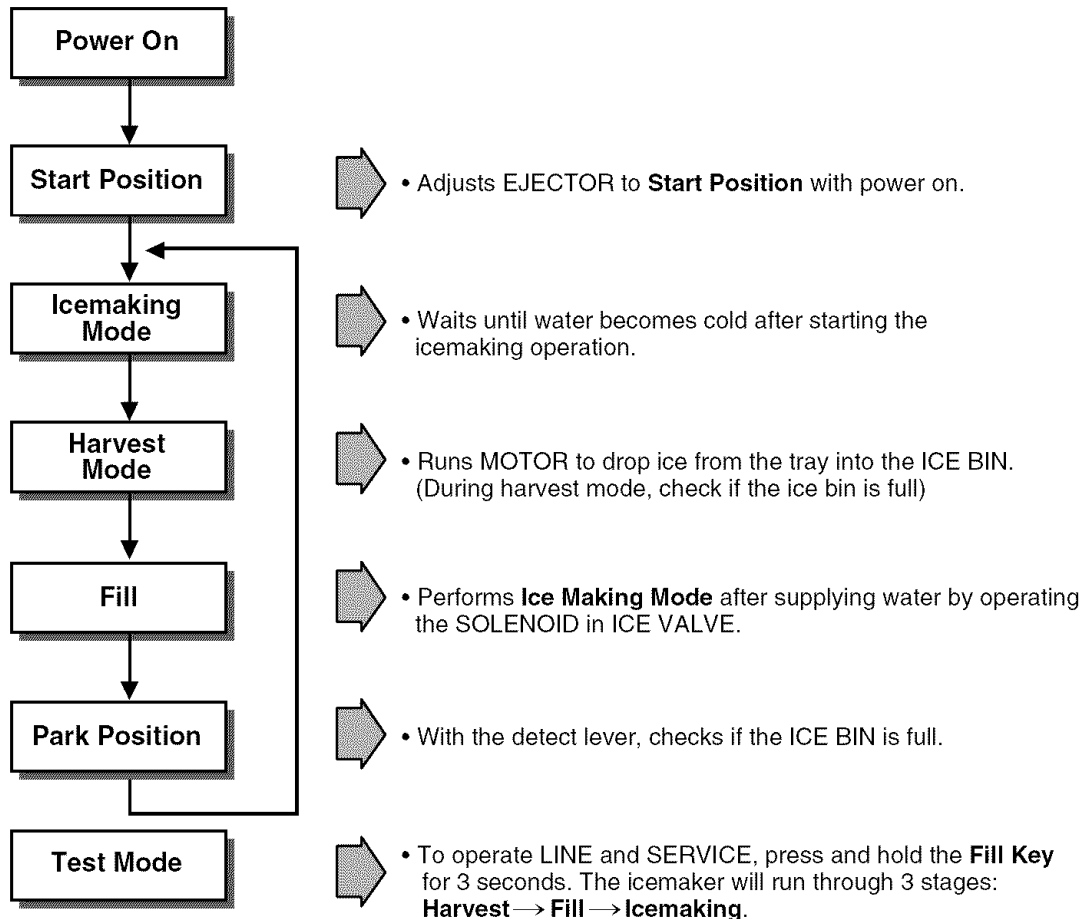 Power On
Start Position
• Adjusts EJECTOR to Start Position with power on.
Icemaking
Mode
• Waits until water becomes cold after starting the
icemaking operation.
Harvest
Mode
• Runs MOTOR to drop ice from the tray into the ICE BIN.
(During harvest mode, check if the ice bin is full)
Fill
• Performs Ice Making Mode after supplying water by operating
the SOLENOID in ICE VALVE.
Park Position
• With the detect lever, checks if the ICE BIN is full.
Test Mode
• To operate LINE and SERVICE, press and hold the Fill Key
for 3 seconds. The icemaker will run through 3 stages:
Harvest → Fill → Icemaking.